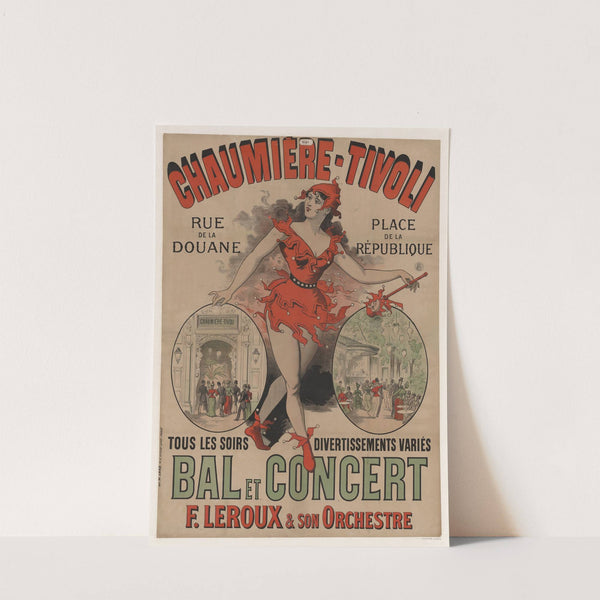 CHAUMIÈRE-TIVOLI
RUE
DE LA
DOUANE
PLACE
DE LA
RÉPUBLIQUE
CHAUMIÈRE-TIVOLI
TOUS LES SOIRS
DIVERTISSEMENTS VARIÉS
BAL ET CONCERT
F. LEROUX & SON ORCHESTRE